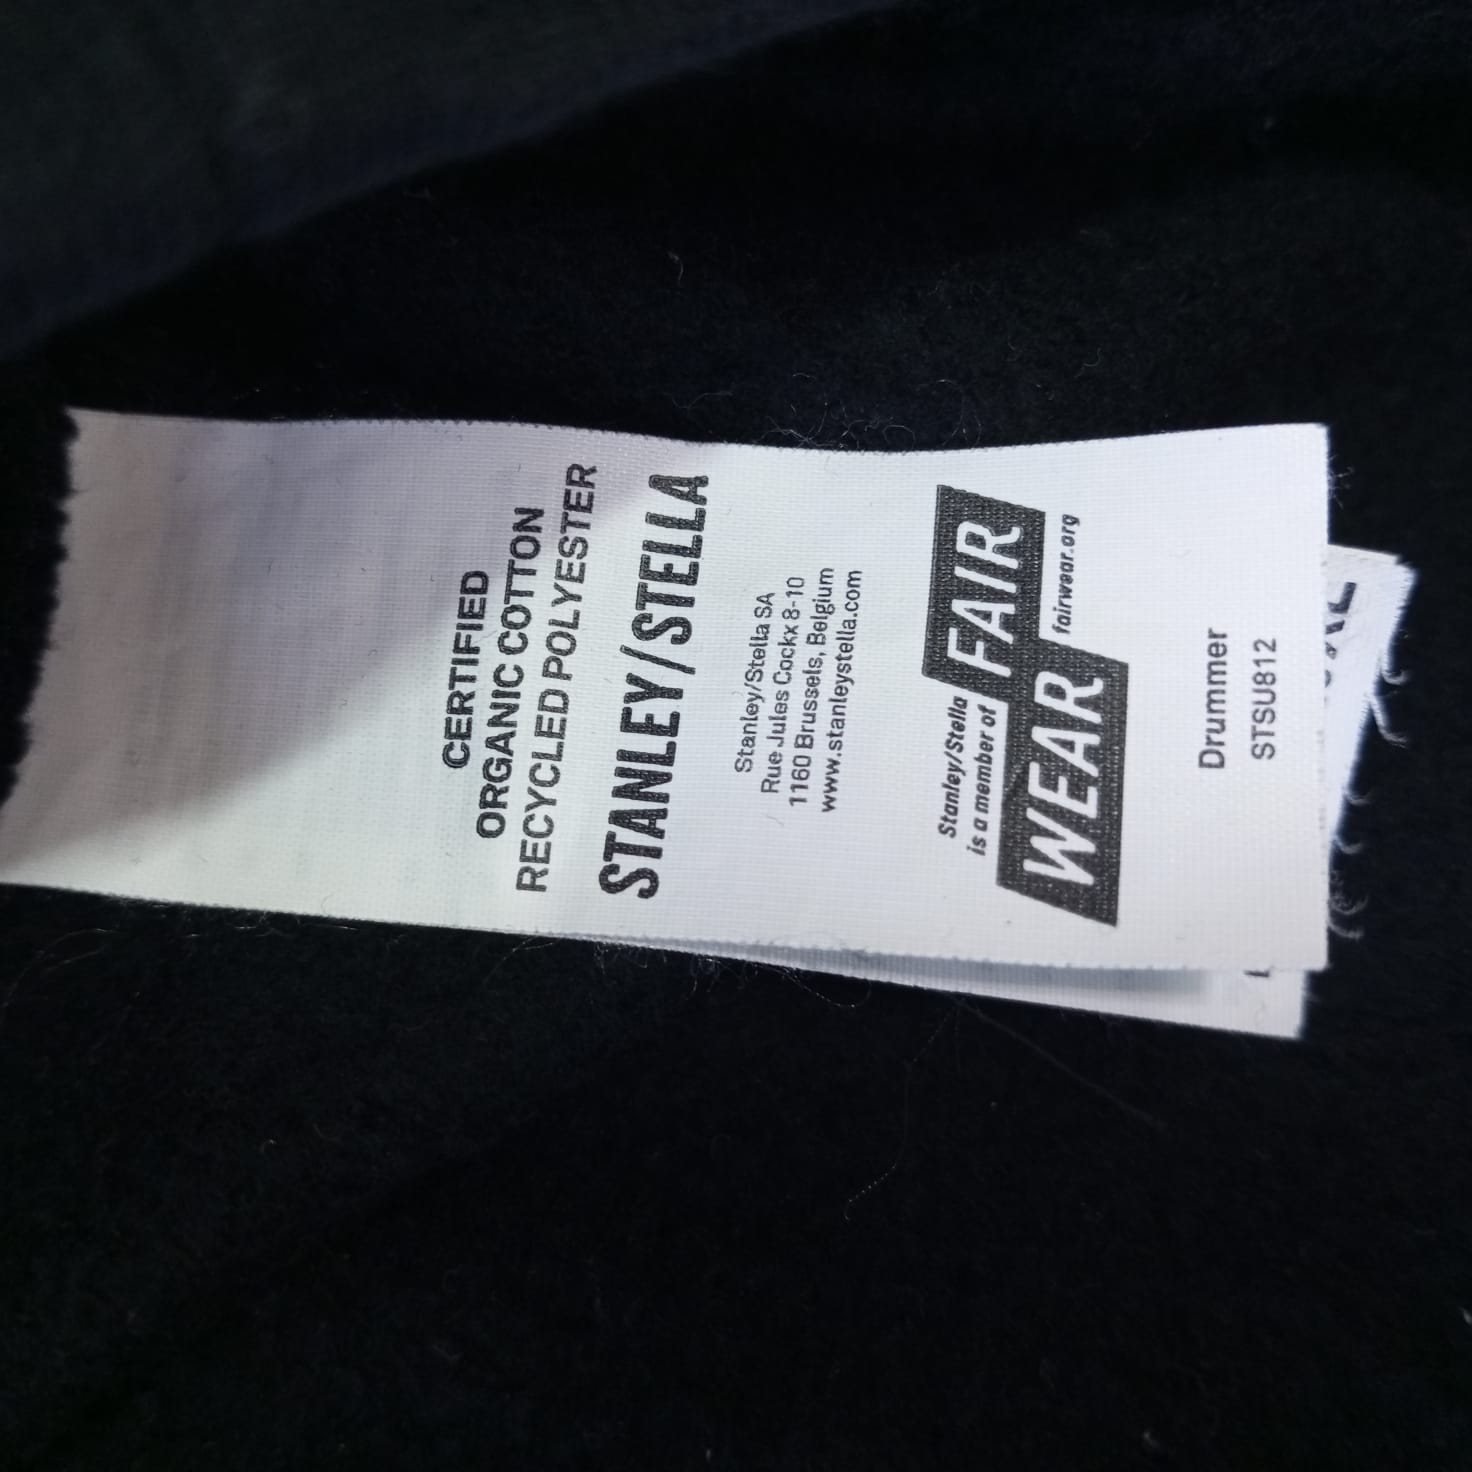 CERTIFIED
ORGANIC COTTON
RECYCLED POLYESTER
STANLEY/STELLA
Stanley/Stella SA
Rue Jules Cockx 8-10
1160 Brussels, Belgium
www.stanleystella.com
Stanley/Stella
is a member of
FAIR
WEAR
fairwear.org
Drummer
STSU812